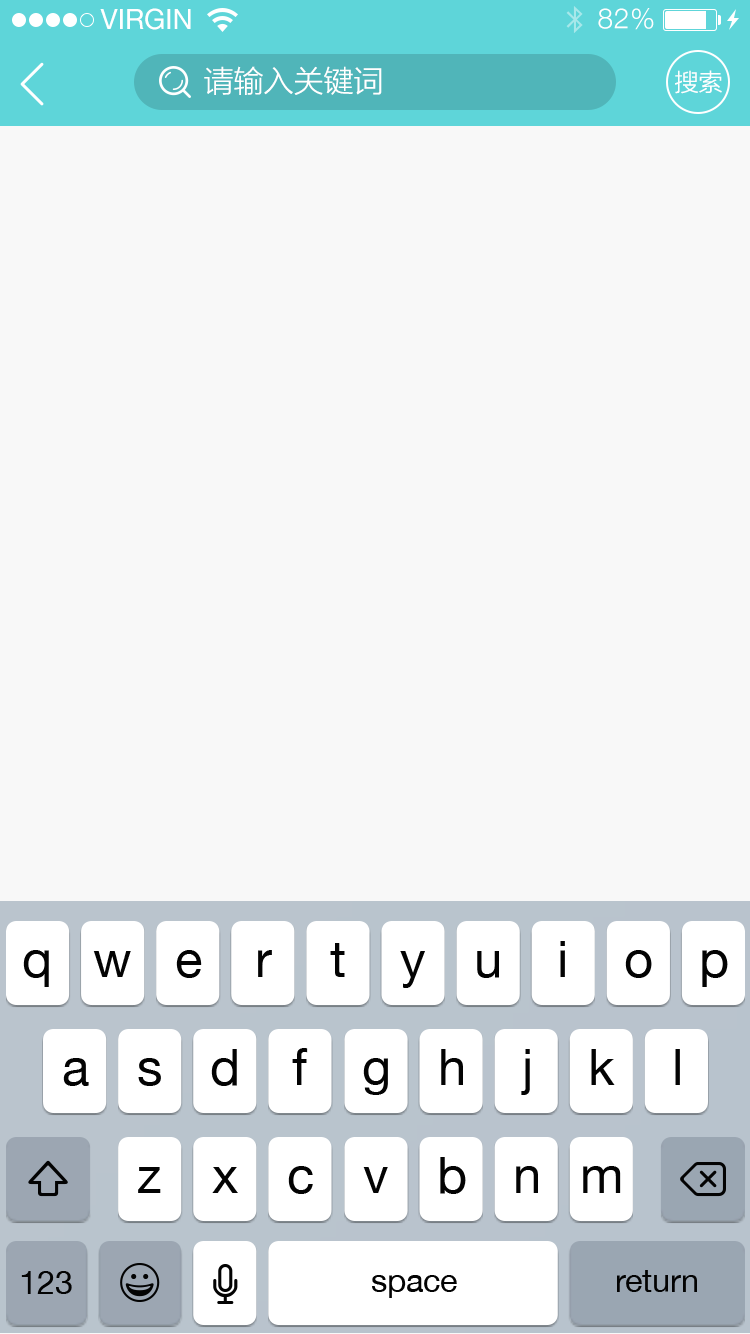 VIRGIN 82%
请输入关键词 搜索
q w e r t y u i o p
a s d f g h j k l
z x c v b n m
123 space return